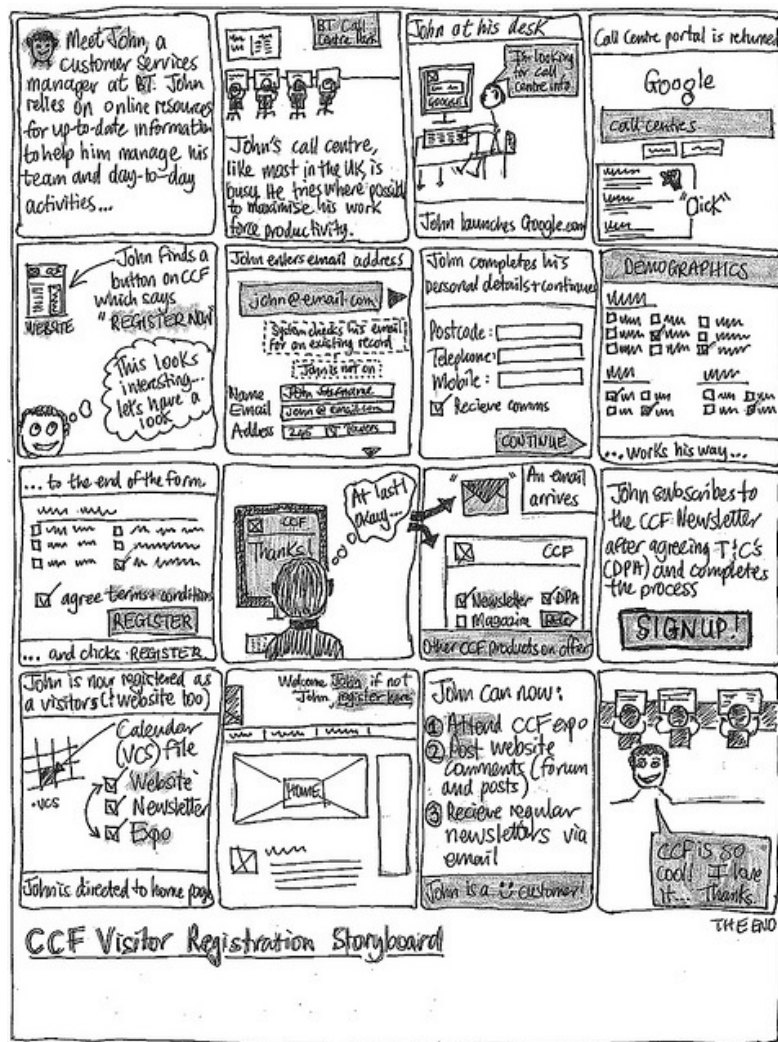 Meet John, a
customer services
manager at BT. John
relies on online resources
for up-to-date information
to help him manage his
team and day-to-day
activities...
BT Call
Centre
John's call centre,
like most in the UK, is
busy. He tries where possible
to maximise his work
force productivity.
John at his desk
I'm looking
for call
centre info
GOOGLE
John launches Google.com
Call Centre portal is returned
Google
call centres
"Click"
John finds a
button on CCF
which says
"REGISTER NOW"
WEBSITE
This looks
interesting...
let's have a
look
John enters email address
john@email.com
System checks his email
for an existing record
John is not on
Name John Surname
Email john@email.com
Address 205 Towers
John completes his
personal details + continues
Postcode:
Telephone:
Mobile:
Recieve comms
CONTINUE
DEMOGRAPHICS
... works his way...
... to the end of the form.
agree terms + conditions
REGISTER
... and clicks REGISTER
CCF
Thanks!
At last!
okay...
An email
arrives
CCF
Newsletter DPA
Magazine
Other CCF products on offer
John subscribes to
the CCF Newsletter
after agreeing T&C's
(DPA) and completes
the process
SIGNUP!
John is now registered as
a visitors (+ website too)
Calendar
(VCS) file
.VCS
Website
Newsletter
Expo
John is directed to home page
Welcome John if not
John, register here
HOME
John can now:
1 Attend CCF expo
2 Post website
comments (forum
and posts)
3 Recieve regular
newsletters via
email
John is a customer!
CCF is so
cool! I love
it... Thanks.
THE END
CCF Visitor Registration Storyboard